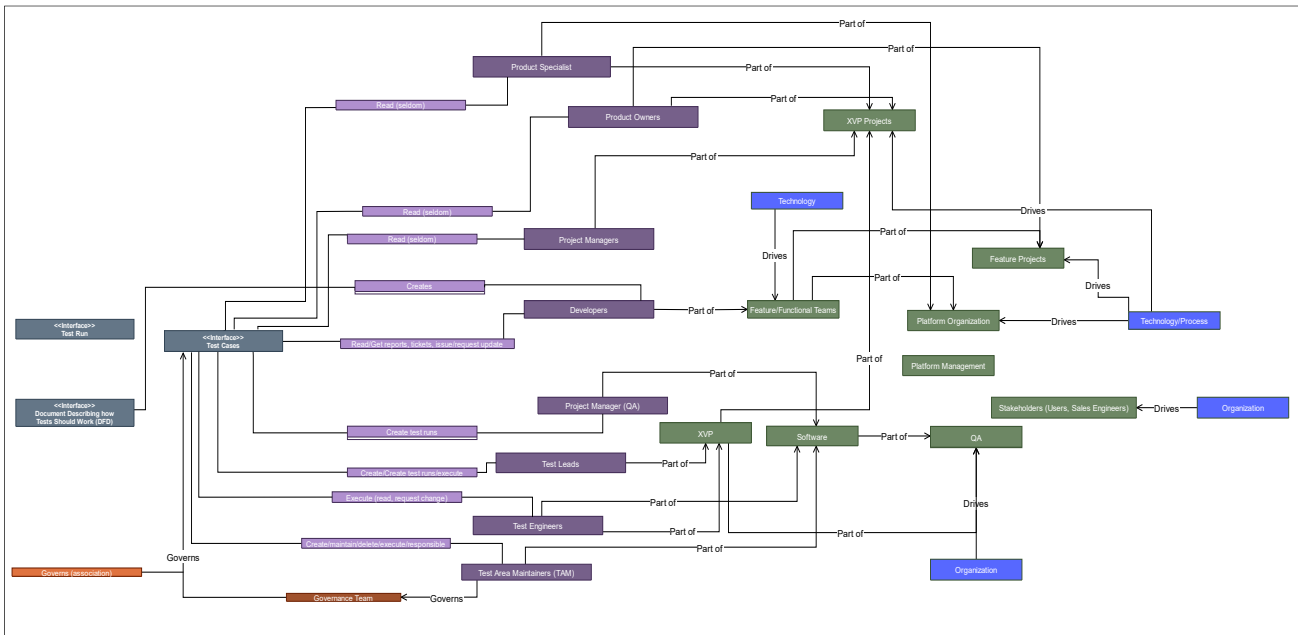 Part of
Part of
Product Specialist
Part of
Part of
Read (seldom)
Product Owners
XVP Projects
Part of
Technology
Read (seldom)
Drives
Part of
Read (seldom)
Project Managers
Drives
Feature Projects
Part of
Creates
Drives
Developers
Part of
Feature/Functional Teams
Platform Organization
Drives
Technology/Process
<<Interface>>
Test Run
<<Interface>>
Test Cases
Read/Get reports, tickets, issue/request update
Part of
Platform Management
Part of
<<Interface>>
Document Describing how
Tests Should Work (DFD)
Project Manager (QA)
Stakeholders (Users, Sales Engineers)
Drives
Organization
Create test runs
XVP
Software
Part of
QA
Create/Create test runs/execute
Test Leads
Part of
Execute (read, request change)
Part of
Drives
Test Engineers
Part of
Part of
Create/maintain/delete/execute/responsible
Part of
Governs
Governs (association)
Test Area Maintainers (TAM)
Organization
Governance Team
Governs